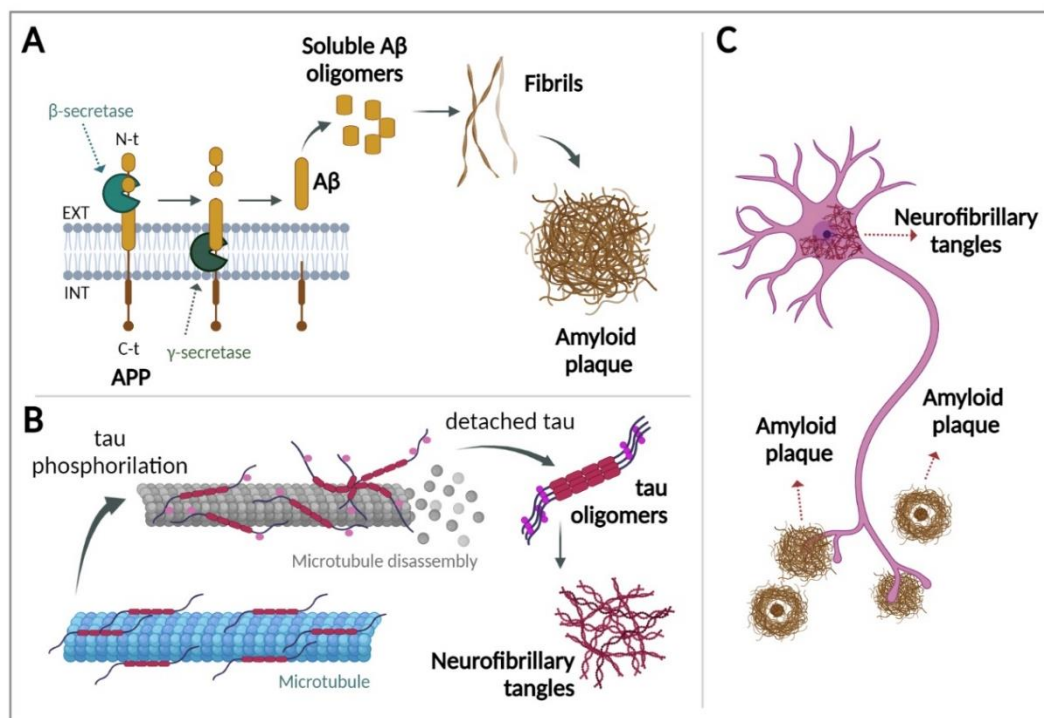 A
Soluble Aβ
oligomers
Fibrils
β-secretase
N-t
Aβ
EXT
INT
C-t
γ-secretase
APP
Amyloid
plaque
B
tau
phosphorilation
detached tau
tau
oligomers
Microtubule disassembly
Microtubule
Neurofibrillary
tangles
C
Neurofibrillary
tangles
Amyloid
plaque
Amyloid
plaque